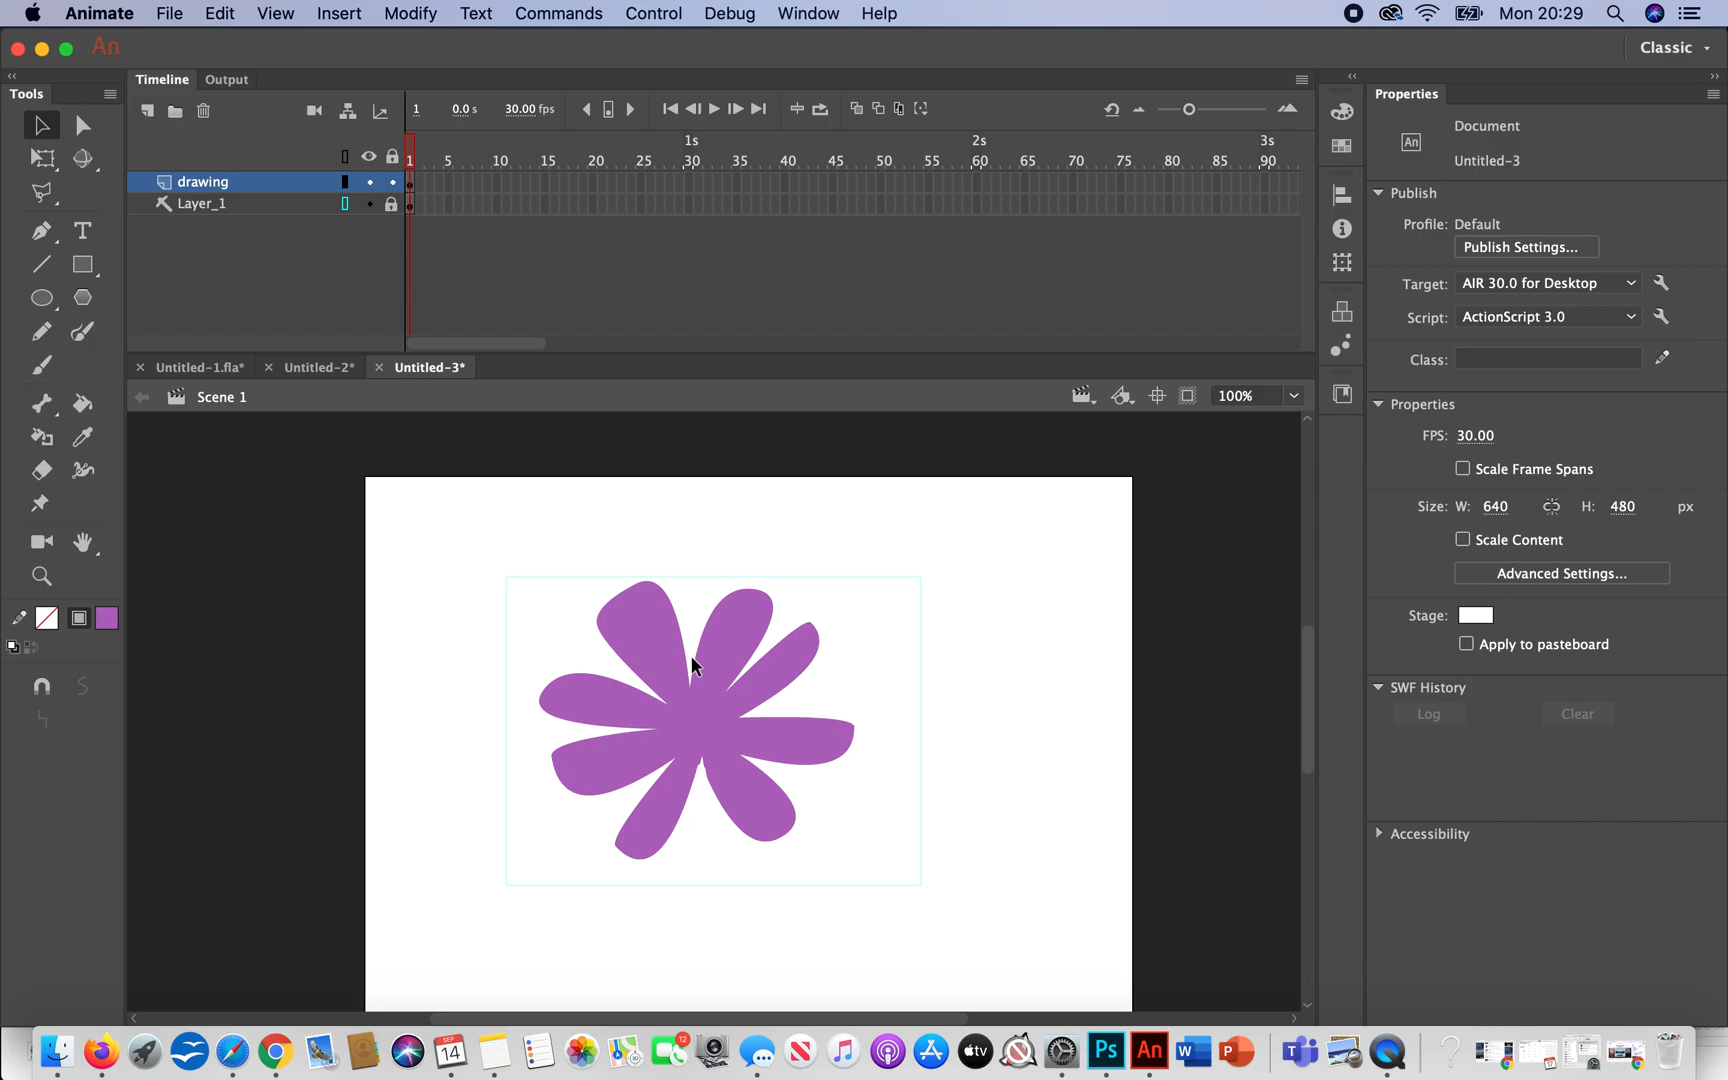 Animate File Edit View Insert Modify Text Commands Control Debug Window Help Mon 20:29
An Classic
Tools Timeline Output Properties
1 0.0 s 30.00 fps
1s 2s 3s
1 5 10 15 20 25 30 35 40 45 50 55 60 65 70 75 80 85 90
drawing
Layer_1
Untitled-1.fla* Untitled-2* Untitled-3*
Scene 1 100%
An Document
Untitled-3
Publish
Profile: Default
Publish Settings...
Target: AIR 30.0 for Desktop
Script: ActionScript 3.0
Class:
Properties
FPS: 30.00
Scale Frame Spans
Size: W: 640 H: 480 px
Scale Content
Advanced Settings...
Stage:
Apply to pasteboard
SWF History
Log Clear
Accessibility
T
SEP
14
12
tv Ps An W P T
17